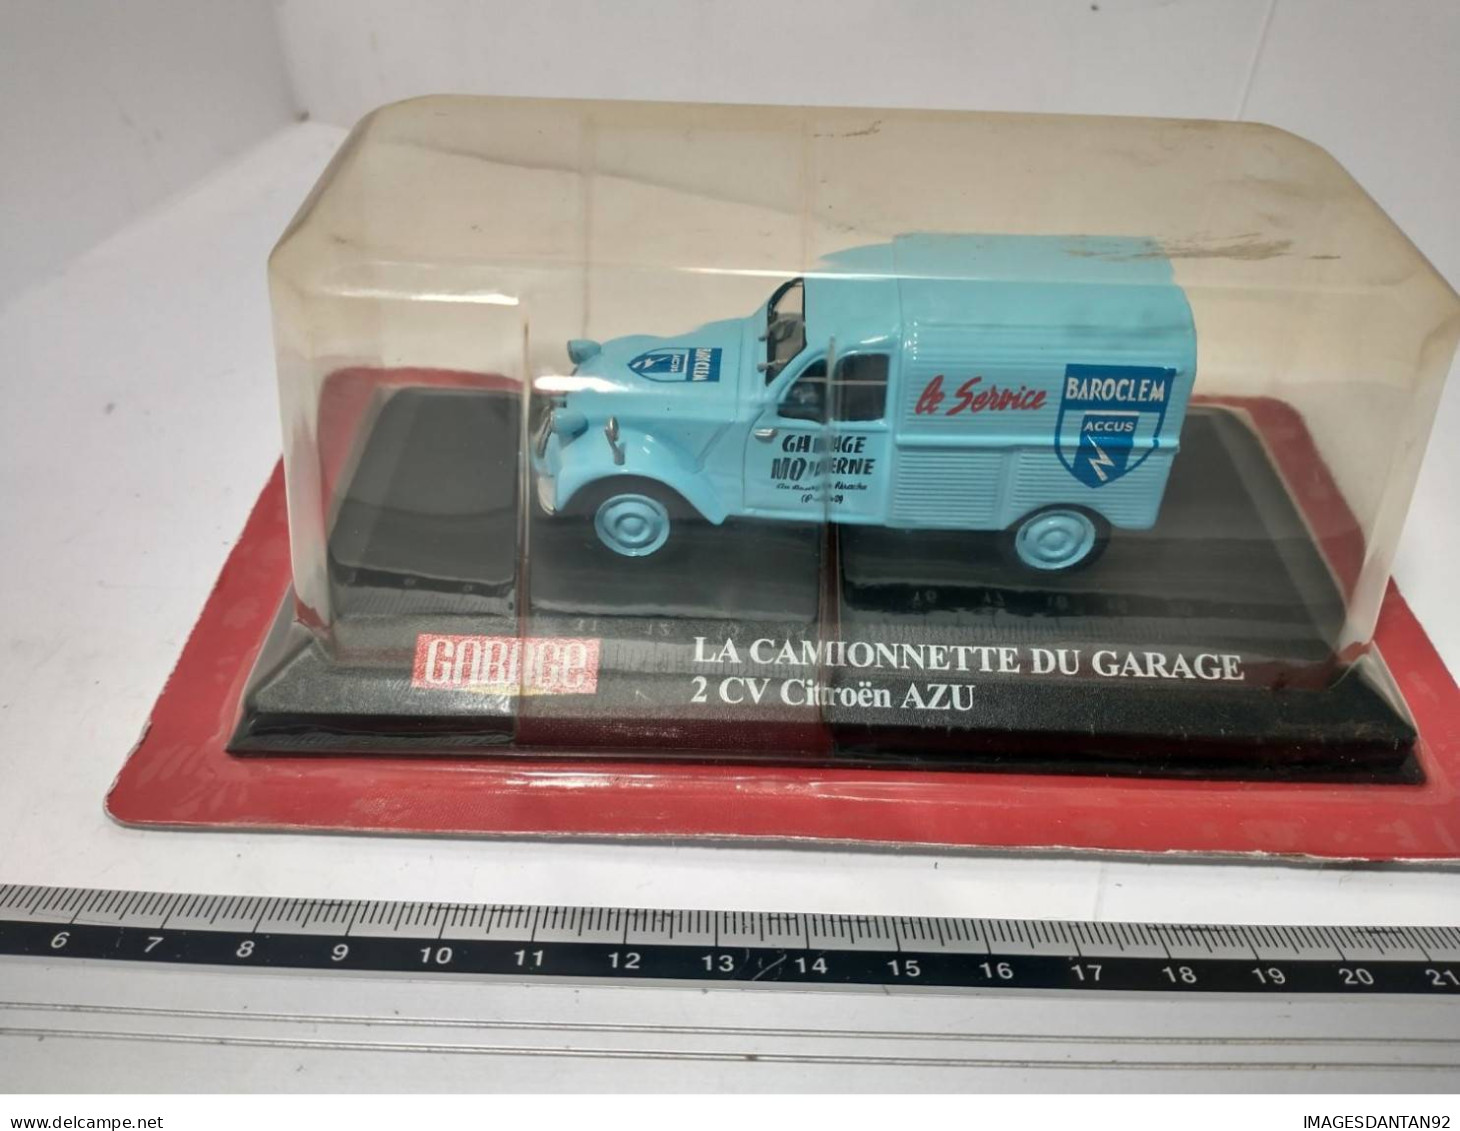 BAROCLEM
ACCUS
le Service
BAROCLEM
ACCUS
GARAGE
MODERNE
GARAGE
LA CAMIONNETTE DU GARAGE
2 CV Citroën AZU
6 7 8 9 10 11 12 13 14 15 16 17 18 19 20 21
www.delcampe.net
IMAGESDANTAN92